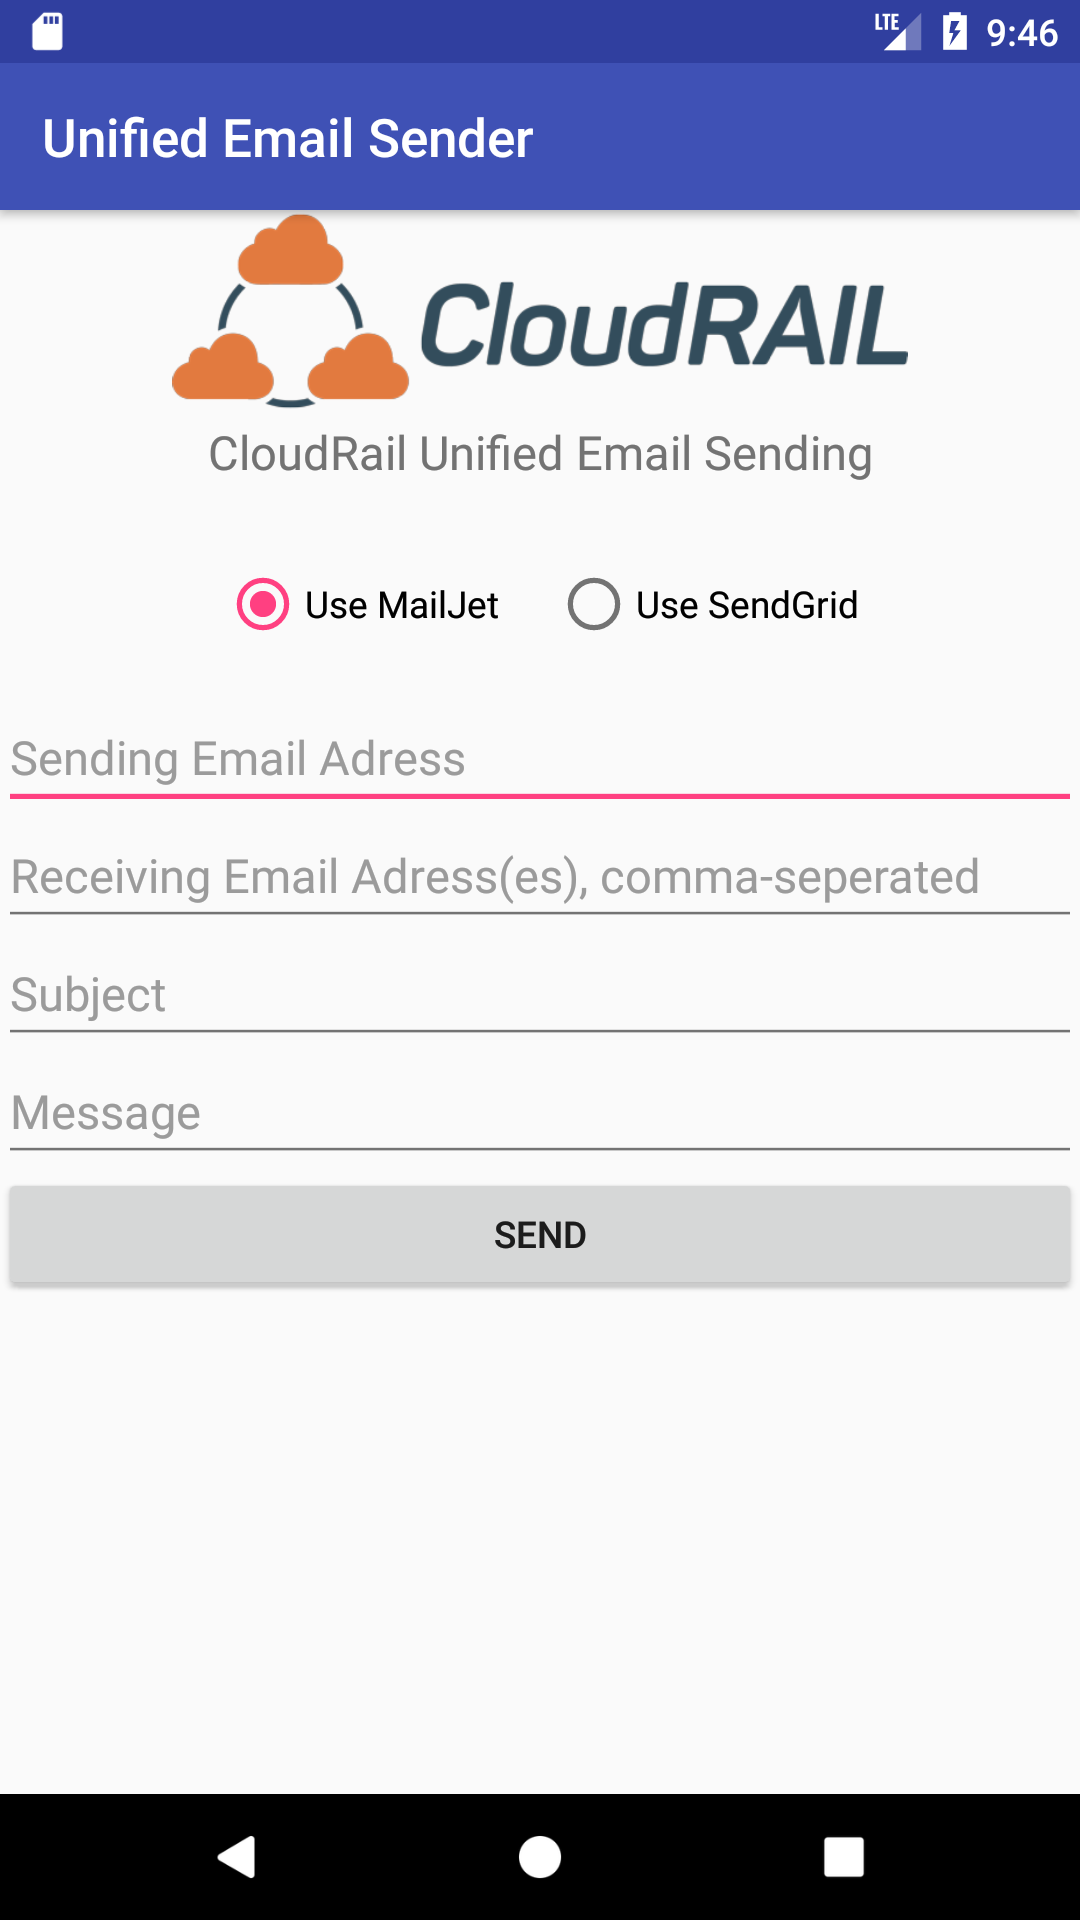 LTE 9:46
Unified Email Sender
CloudRAIL
CloudRail Unified Email Sending
Use MailJet Use SendGrid
Sending Email Adress
Receiving Email Adress(es), comma-seperated
Subject
Message
SEND